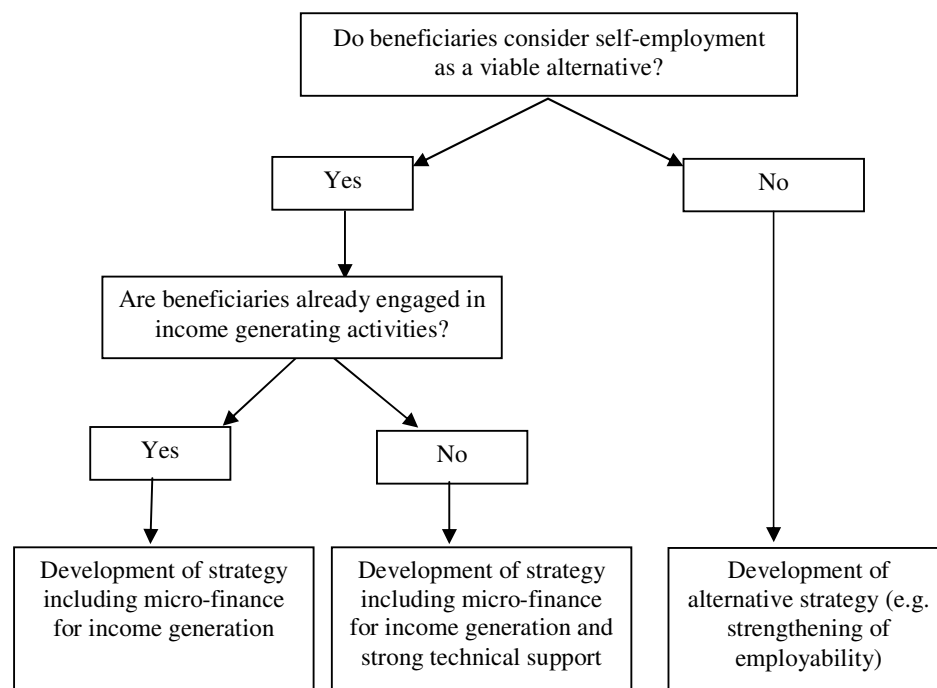 Do beneficiaries consider self-employment
as a viable alternative?
Yes
No
Are beneficiaries already engaged in
income generating activities?
Yes
No
Development of strategy
including micro-finance
for income generation
Development of strategy
including micro-finance
for income generation and
strong technical support
Development of
alternative strategy (e.g.
strengthening of
employability)